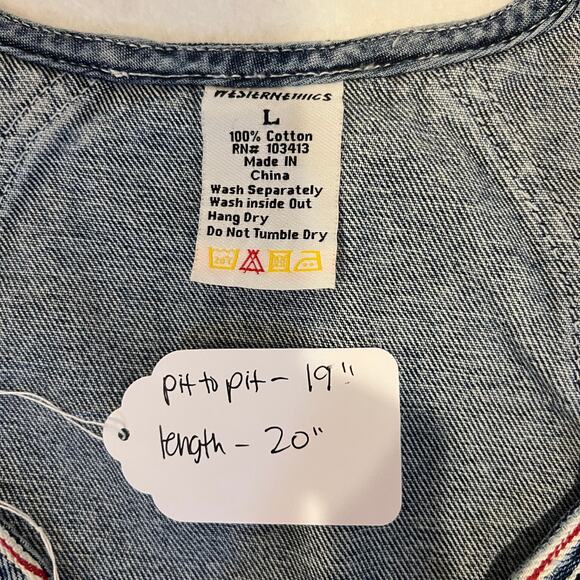 WESTERNETHICS
L
100% Cotton
RN# 103413
Made IN
China
Wash Separately
Wash inside Out
Hang Dry
Do Not Tumble Dry
pit to pit - 19"
length - 20"